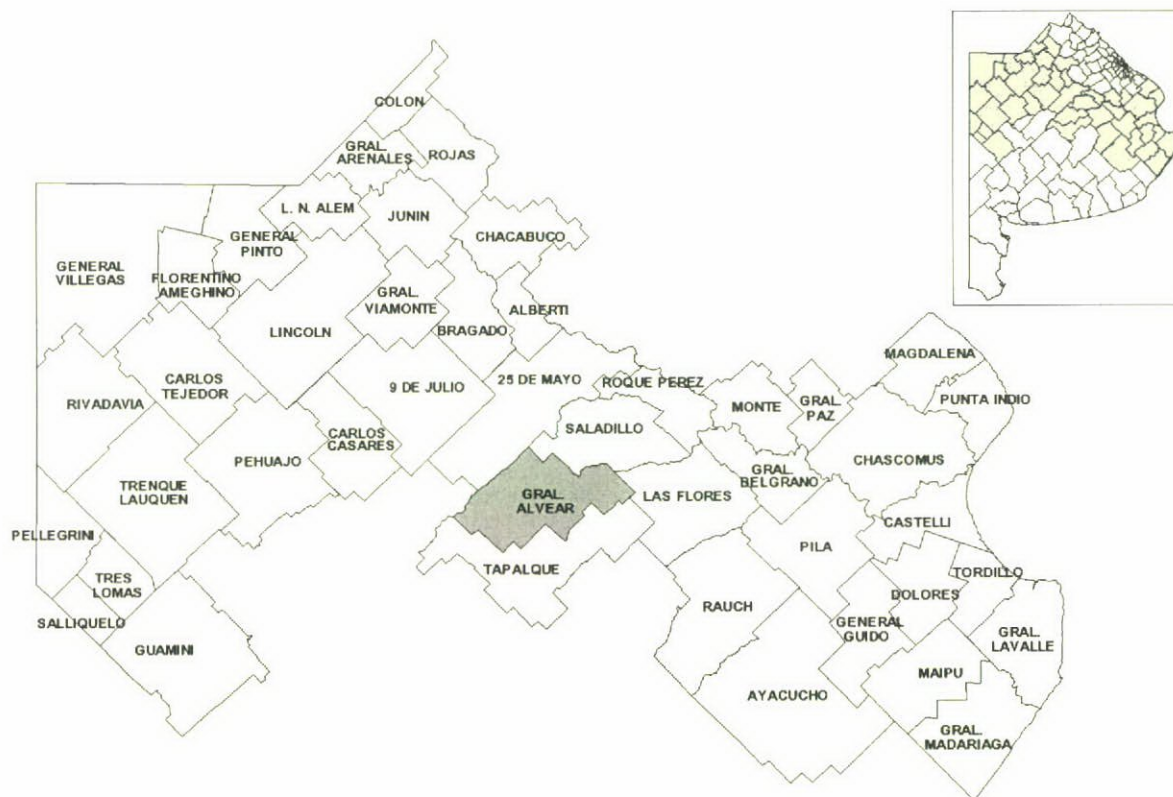 COLON
GRAL.
ARENALES
ROJAS
L. N. ALEM
JUNIN
CHACABUCO
GENERAL
PINTO
GENERAL
VILLEGAS
FLORENTINO
AMEGHINO
GRAL.
VIAMONTE
ALBERTI
LINCOLN
BRAGADO
MAGDALENA
PUNTA INDIO
CARLOS
TEJEDOR
9 DE JULIO
25 DE MAYO
ROQUE PEREZ
RIVADAVIA
MONTE
GRAL.
PAZ
SALADILLO
CARLOS
CASARES
PEHUAJO
CHASCOMUS
GRAL.
BELGRANO
TRENQUE
LAUQUEN
GRAL.
ALVEAR
LAS FLORES
CASTELLI
PELLEGRINI
PILA
TAPALQUE
TORDILLO
TRES
LOMAS
DOLORES
RAUCH
SALLIQUELO
GENERAL
GUIDO
GRAL.
LAVALLE
GUAMINI
MAIPU
AYACUCHO
GRAL.
MADARIAGA